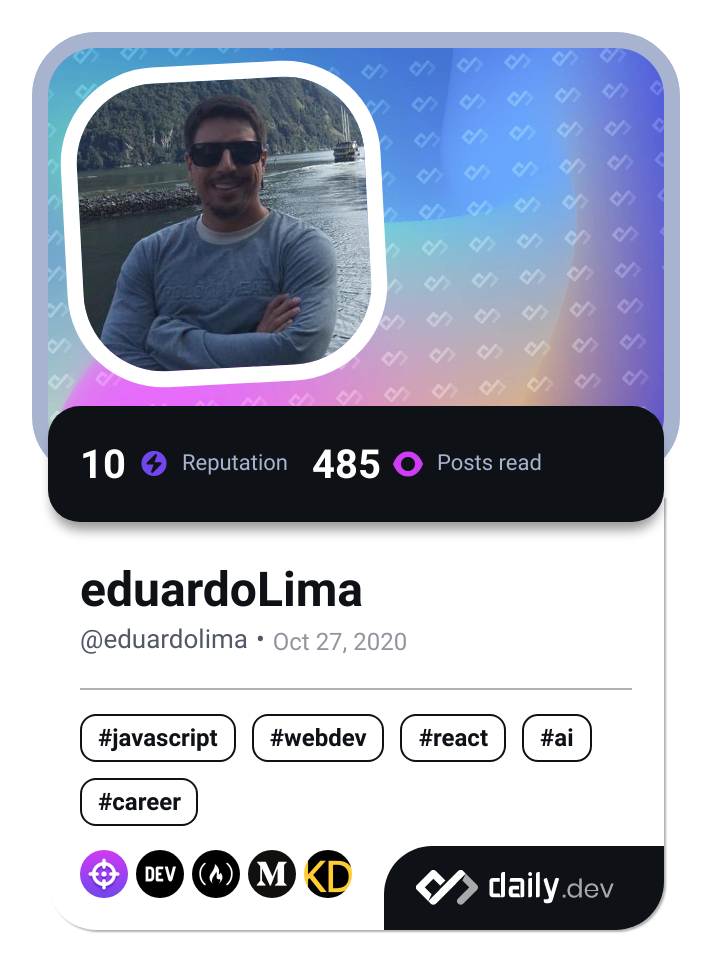 10 Reputation 485 Posts read
eduardoLima
@eduardolima • Oct 27, 2020
#javascript #webdev #react #ai
#career
DEV M KD
daily.dev